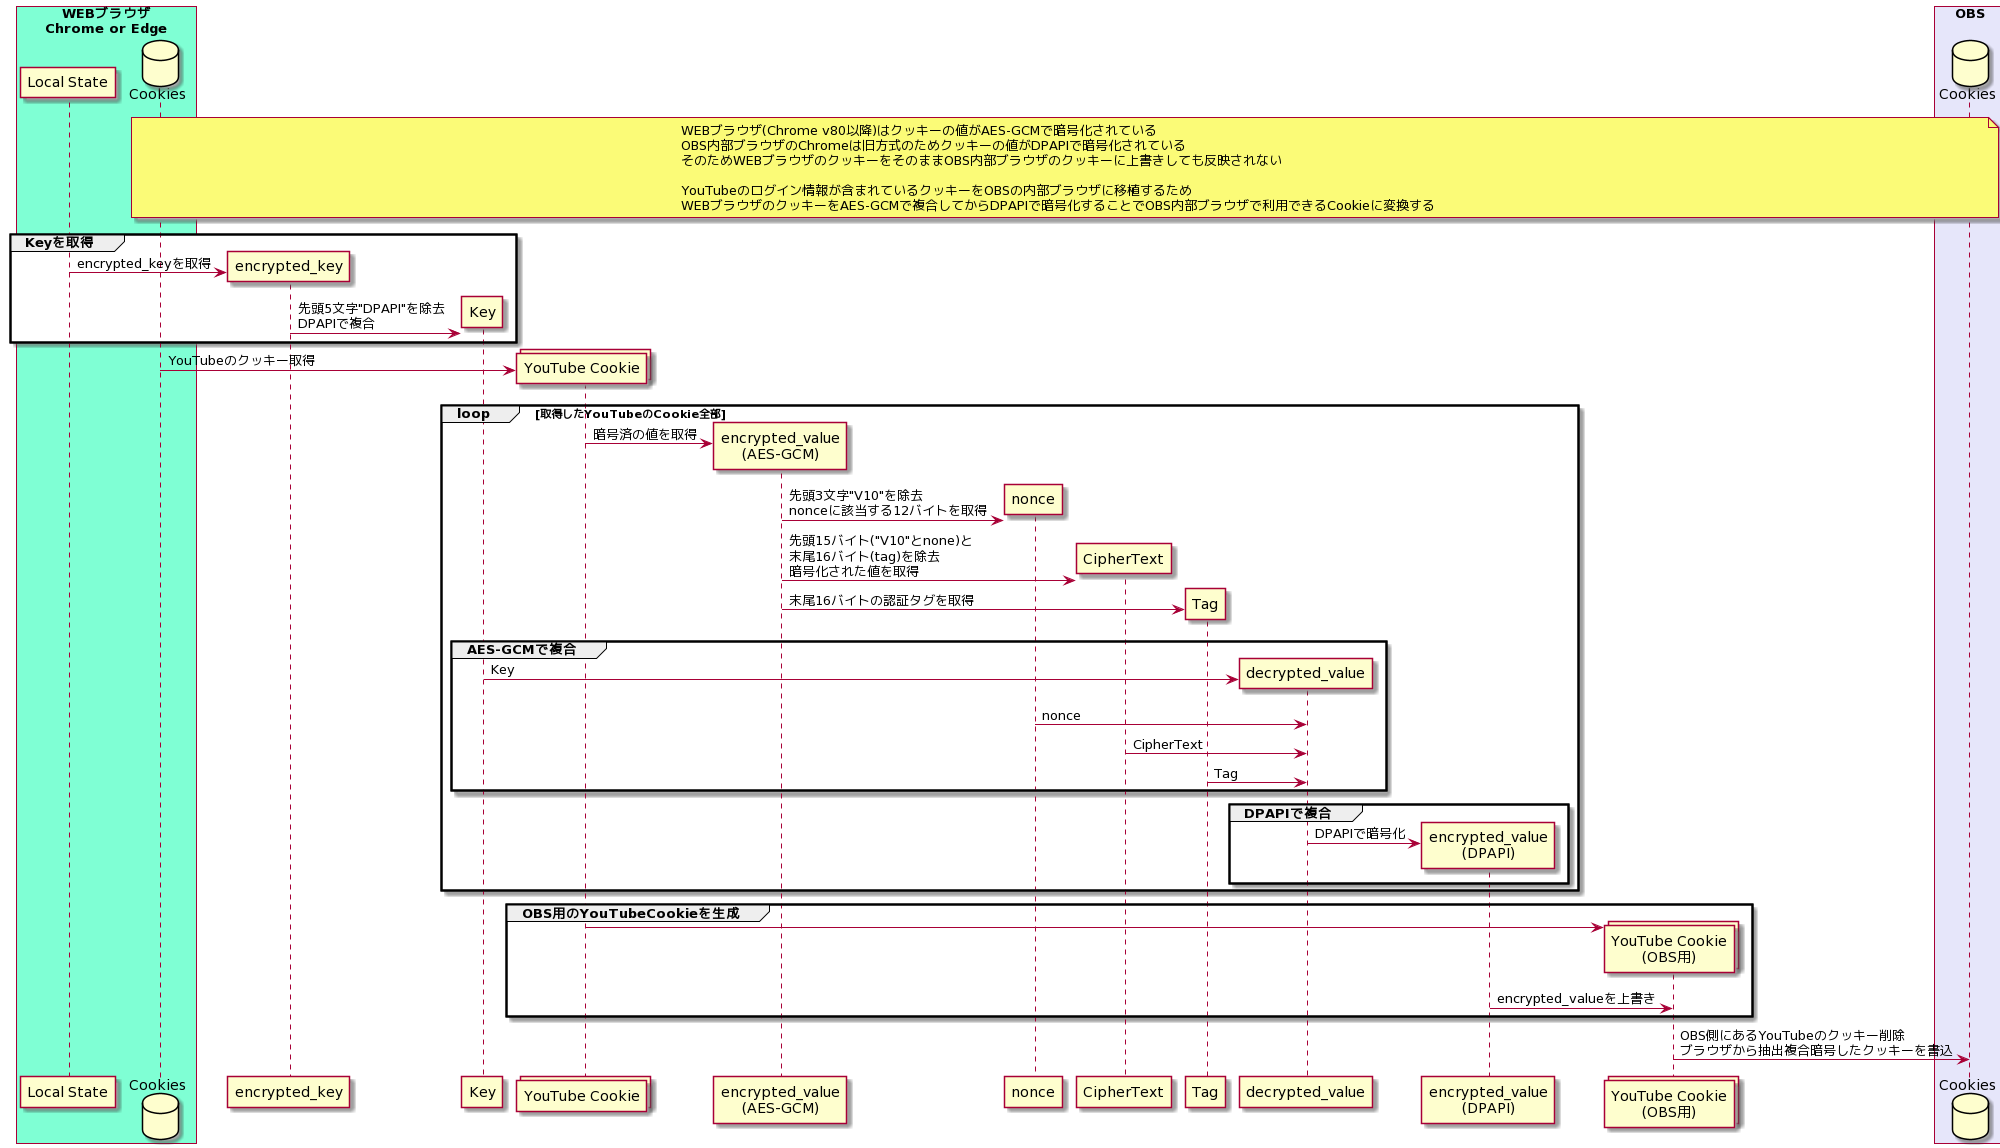 WEBブラウザ
Chrome or Edge
OBS
Local State
Cookies
Cookies
WEBブラウザ(Chrome v80以降)はクッキーの値がAES-GCMで暗号化されている
OBS内部ブラウザのChromeは旧方式のためクッキーの値がDPAPIで暗号化されている
そのためWEBブラウザのクッキーをそのままOBS内部ブラウザのクッキーに上書きしても反映されない
YouTubeのログイン情報が含まれているクッキーをOBSの内部ブラウザに移植するため
WEBブラウザのクッキーをAES-GCMで複合してからDPAPIで暗号化することでOBS内部ブラウザで利用できるCookieに変換する
Keyを取得
encrypted_keyを取得
encrypted_key
先頭5文字"DPAPI"を除去
DPAPIで複合
Key
YouTubeのクッキー取得
YouTube Cookie
loop
[取得したYouTubeのCookie全部]
暗号済の値を取得
encrypted_value
(AES-GCM)
先頭3文字"V10"を除去
nonceに該当する12バイトを取得
nonce
先頭15バイト("V10"とnone)と
末尾16バイト(tag)を除去
暗号化された値を取得
CipherText
末尾16バイトの認証タグを取得
Tag
AES-GCMで複合
Key
decrypted_value
nonce
CipherText
Tag
DPAPIで複合
DPAPIで暗号化
encrypted_value
(DPAPI)
OBS用のYouTubeCookieを生成
YouTube Cookie
(OBS用)
encrypted_valueを上書き
OBS側にあるYouTubeのクッキー削除
ブラウザから抽出複合暗号したクッキーを書込
Local State
Cookies
encrypted_key
Key
YouTube Cookie
encrypted_value
(AES-GCM)
nonce
CipherText
Tag
decrypted_value
encrypted_value
(DPAPI)
YouTube Cookie
(OBS用)
Cookies